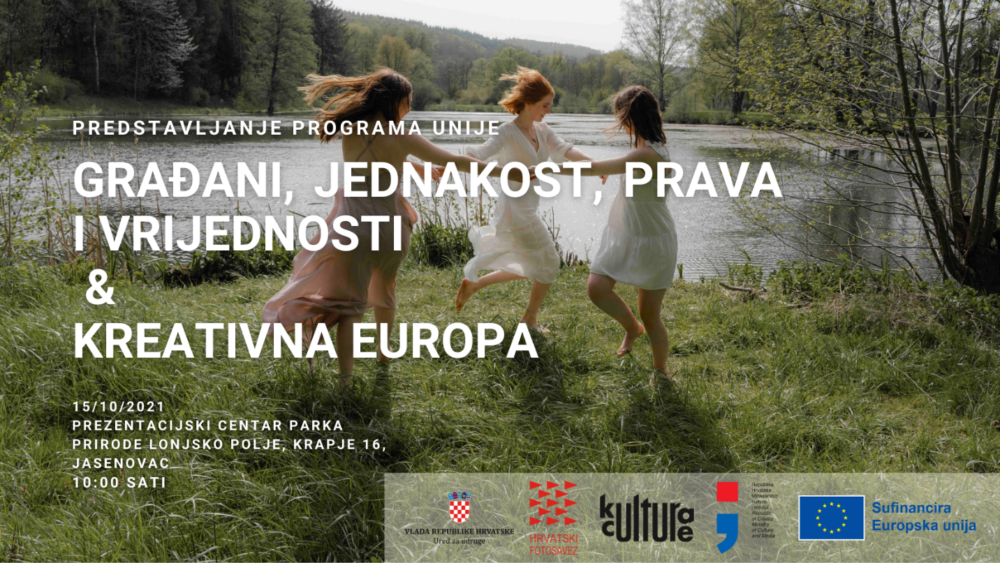 PREDSTAVLJANJE PROGRAMA UNIJE
GRAĐANI, JEDNAKOST, PRAVA
I VRIJEDNOSTI
&
KREATIVNA EUROPA
15/10/2021
PREZENTACIJSKI CENTAR PARKA
PRIRODE LONJSKO POLJE, KRAPJE 16,
JASENOVAC
10:00 SATI
VLADA REPUBLIKE HRVATSKE
Ured za udruge
HRVATSKI
FOTOSAVEZ
kultura
culture
Republika
Hrvatska
Ministarstvo
kulture
i medija
Republic
of Croatia
Ministry
of Culture
and Media
Sufinancira
Europska unija